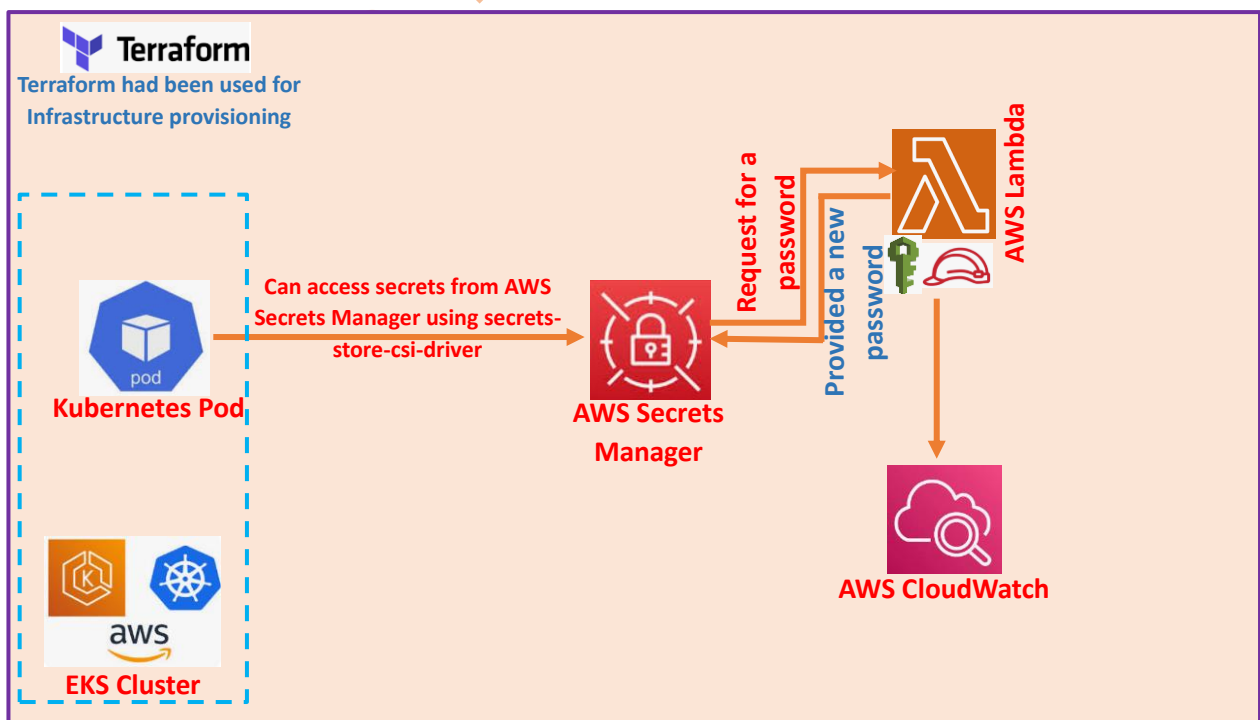 Terraform
Terraform had been used for
Infrastructure provisioning
Request for a
password
Provided a new
password
AWS Lambda
Can access secrets from AWS
Secrets Manager using secrets-
store-csi-driver
pod
Kubernetes Pod
AWS Secrets
Manager
K
aws
EKS Cluster
AWS CloudWatch